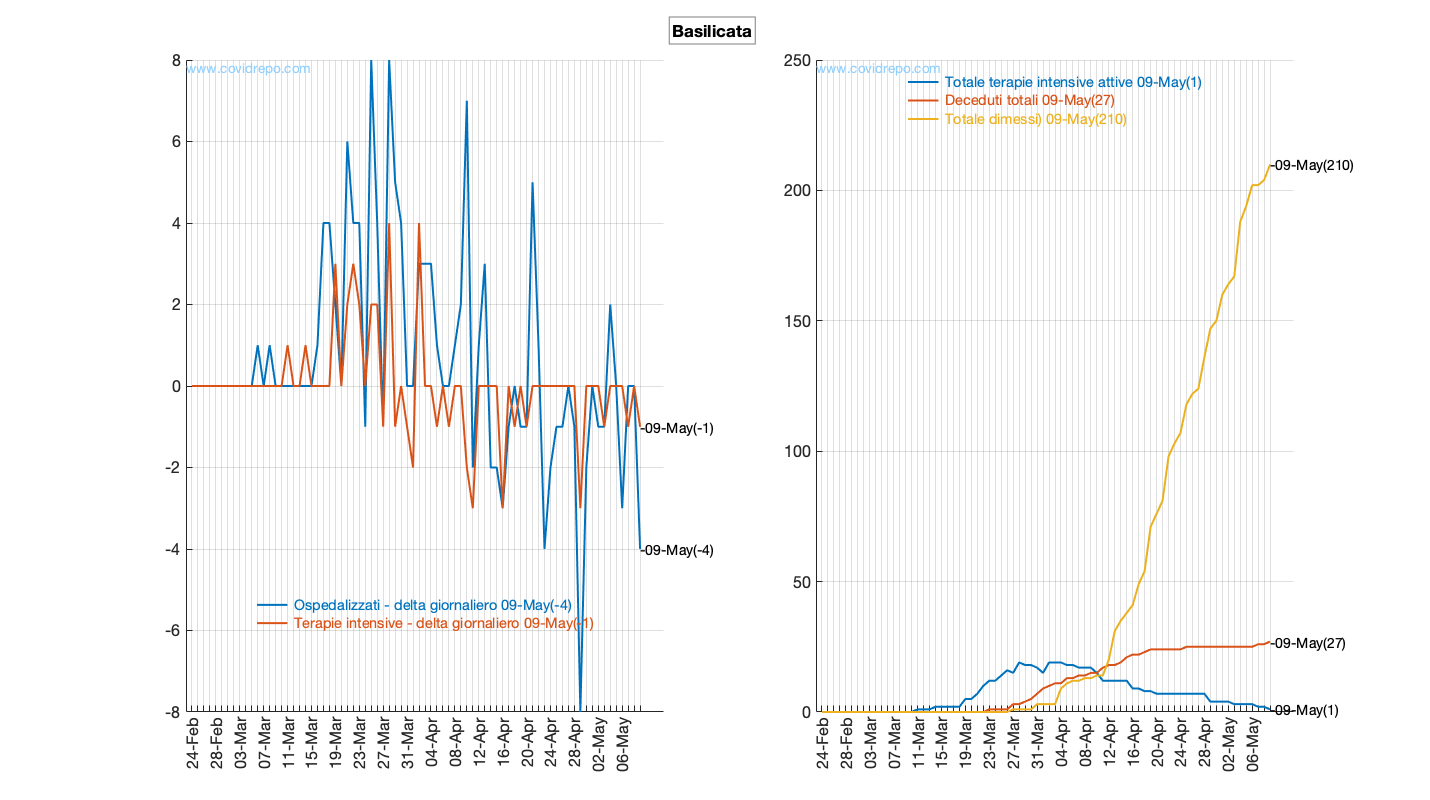 Basilicata
www.covidrepo.com
8
6
4
2
0
-2
-4
-6
-8
09-May(-1)
09-May(-4)
Ospedalizzati - delta giornaliero 09-May(-4)
Terapie intensive - delta giornaliero 09-May(-1)
24-Feb
28-Feb
03-Mar
07-Mar
11-Mar
15-Mar
19-Mar
23-Mar
27-Mar
31-Mar
04-Apr
08-Apr
12-Apr
16-Apr
20-Apr
24-Apr
28-Apr
02-May
06-May
www.covidrepo.com
250
200
150
100
50
0
Totale terapie intensive attive 09-May(1)
Deceduti totali 09-May(27)
Totale dimessi) 09-May(210)
09-May(210)
09-May(27)
09-May(1)
24-Feb
28-Feb
03-Mar
07-Mar
11-Mar
15-Mar
19-Mar
23-Mar
27-Mar
31-Mar
04-Apr
08-Apr
12-Apr
16-Apr
20-Apr
24-Apr
28-Apr
02-May
06-May